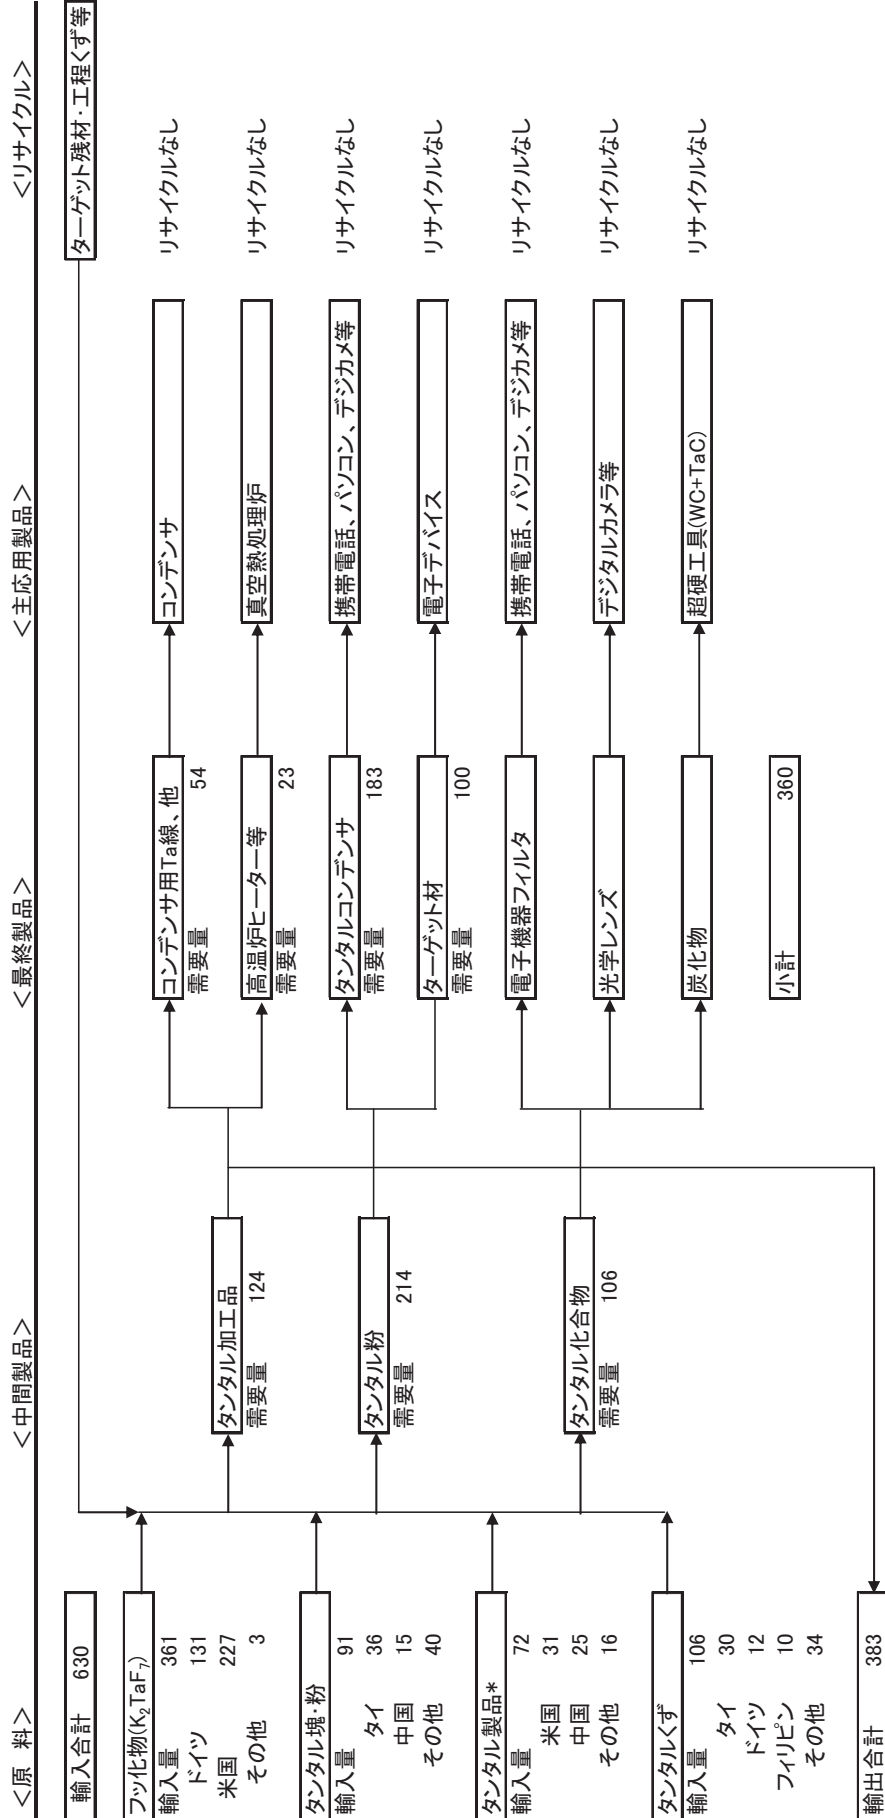 ＜原　料＞
＜中間製品＞
＜最終製品＞
＜主応用製品＞
＜リサイクル＞
輸入合計 630
ターゲット残材・工程くず等
フッ化物(K₂TaF₇)
輸入量 361
ドイツ 131
米国 227
その他 3
タンタル塊・粉
輸入量 91
タイ 36
中国 15
その他 40
タンタル製品*
輸入量 72
米国 31
中国 25
その他 16
タンタルくず
輸入量 106
タイ 30
ドイツ 12
フィリピン 10
その他 34
輸出合計 383
タンタル加工品
需要量 124
タンタル粉
需要量 214
タンタル化合物
需要量 106
コンデンサ用Ta線、他
需要量 54
高温炉ヒーター等
需要量 23
タンタルコンデンサ
需要量 183
ターゲット材
需要量 100
電子機器フィルタ
光学レンズ
炭化物
小計 360
コンデンサ
真空熱処理炉
携帯電話、パソコン、デジカメ等
電子デバイス
携帯電話、パソコン、デジカメ等
デジタルカメラ等
超硬工具(WC+TaC)
リサイクルなし
リサイクルなし
リサイクルなし
リサイクルなし
リサイクルなし
リサイクルなし
リサイクルなし